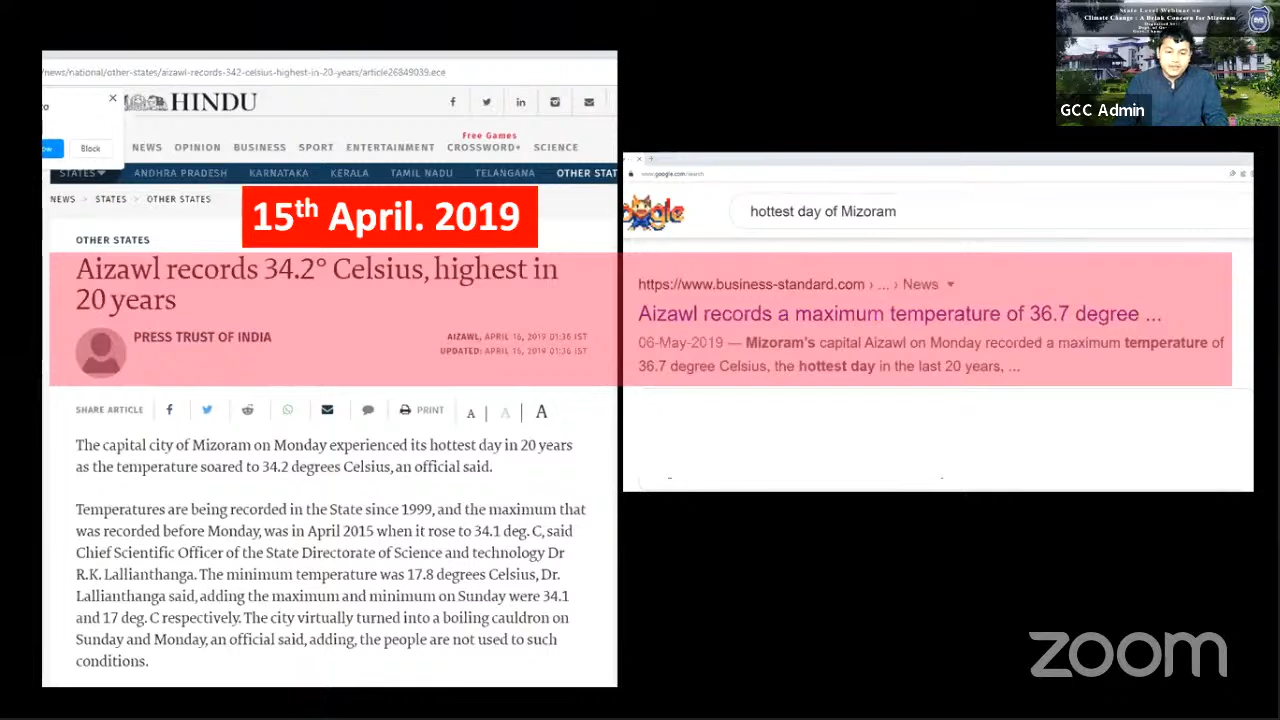 State Level Webinar on
Climate Change : A Brink Concern for Mizoram
GCC Admin
/news/national/other-states/aizawl-records-342-celsius-highest-in-20-years/article26849039.ece
HINDU
Block
Free Games
NEWS OPINION BUSINESS SPORT ENTERTAINMENT CROSSWORD+ SCIENCE
STATES ANDHRA PRADESH KARNATAKA KERALA TAMIL NADU TELANGANA OTHER STAT
NEWS > STATES > OTHER STATES
15th April. 2019
OTHER STATES
Aizawl records 34.2° Celsius, highest in
20 years
PRESS TRUST OF INDIA
AIZAWL, APRIL 16, 2019 01:36 IST
UPDATED: APRIL 15, 2019 01:36 IST
SHARE ARTICLE PRINT A | A | A
The capital city of Mizoram on Monday experienced its hottest day in 20 years
as the temperature soared to 34.2 degrees Celsius, an official said.
Temperatures are being recorded in the State since 1999, and the maximum that
was recorded before Monday, was in April 2015 when it rose to 34.1 deg. C, said
Chief Scientific Officer of the State Directorate of Science and technology Dr
R.K. Lallianthanga. The minimum temperature was 17.8 degrees Celsius, Dr.
Lallianthanga said, adding the maximum and minimum on Sunday were 34.1
and 17 deg. C respectively. The city virtually turned into a boiling cauldron on
Sunday and Monday, an official said, adding, the people are not used to such
conditions.
www.google.com/search
hottest day of Mizoram
https://www.business-standard.com › ... › News
Aizawl records a maximum temperature of 36.7 degree ...
06-May-2019 — Mizoram's capital Aizawl on Monday recorded a maximum temperature of
36.7 degree Celsius, the hottest day in the last 20 years, ...
zoom